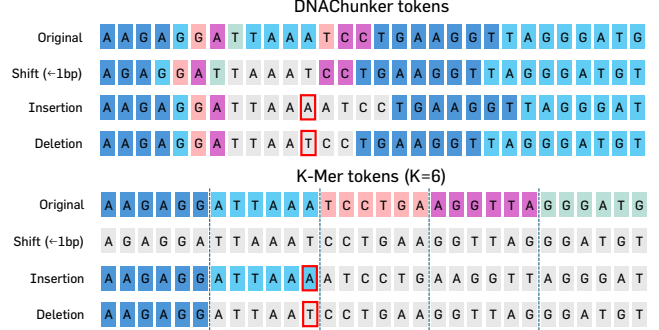 DNAChunker tokens
Original A A G A G G A T T A A A T C C T G A A G G T T A G G G A T G
Shift (←1bp) A G A G G A T T A A A T C C T G A A G G T T A G G G A T G T
Insertion A A G A G G A T T A A A A T C C T G A A G G T T A G G G A T
Deletion A A G A G G A T T A A T C C T G A A G G T T A G G G A T G T
K-Mer tokens (K=6)
Original A A G A G G A T T A A A T C C T G A A G G T T A G G G A T G
Shift (←1bp) A G A G G A T T A A A T C C T G A A G G T T A G G G A T G T
Insertion A A G A G G A T T A A A A T C C T G A A G G T T A G G G A T
Deletion A A G A G G A T T A A T C C T G A A G G T T A G G G A T G T